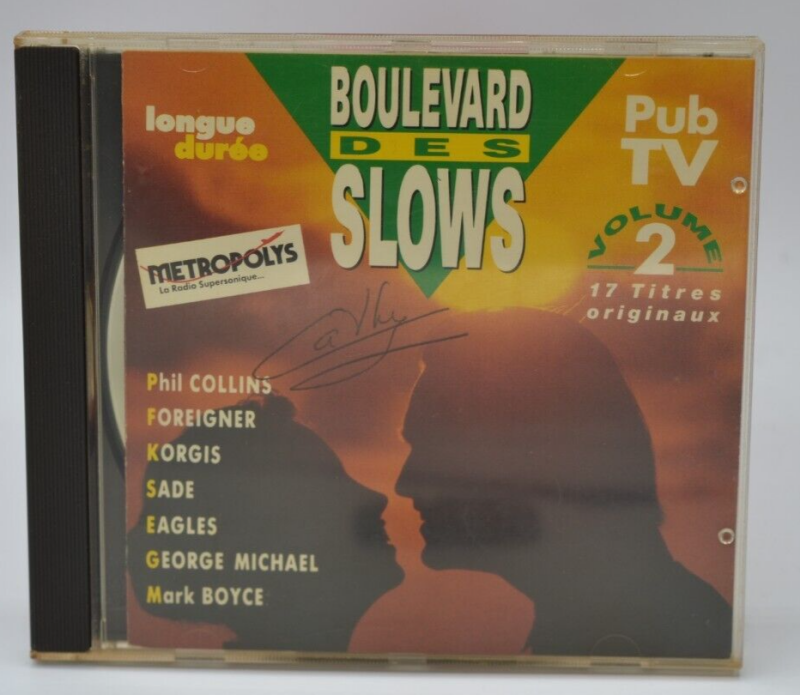 BOULEVARD
DES
SLOWS
longue
durée
Pub
TV
METROPOLYS
La Radio Supersonique...
VOLUME
2
17 Titres
originaux
Cathy
Phil COLLINS
FOREIGNER
KORGIS
SADE
EAGLES
GEORGE MICHAEL
Mark BOYCE